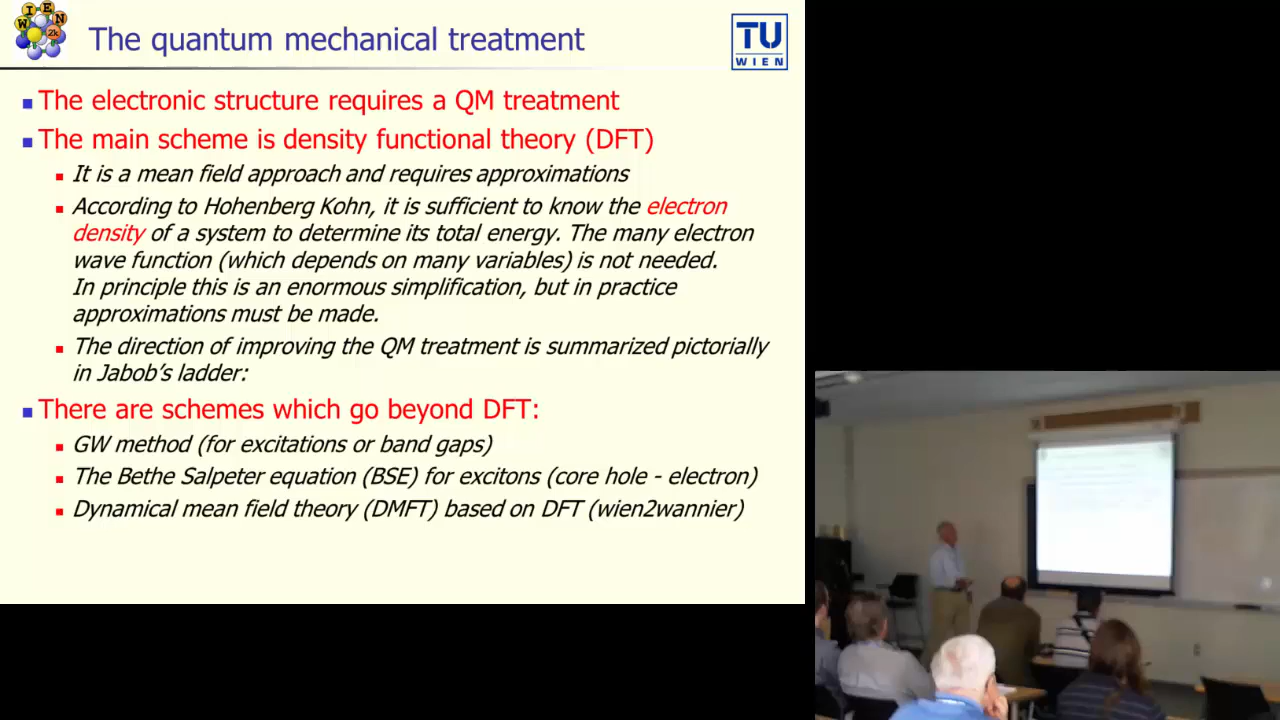 WIEN
2k
The quantum mechanical treatment
TU
WIEN
The electronic structure requires a QM treatment
The main scheme is density functional theory (DFT)
It is a mean field approach and requires approximations
According to Hohenberg Kohn, it is sufficient to know the electron
density of a system to determine its total energy. The many electron
wave function (which depends on many variables) is not needed.
In principle this is an enormous simplification, but in practice
approximations must be made.
The direction of improving the QM treatment is summarized pictorially
in Jabob's ladder:
There are schemes which go beyond DFT:
GW method (for excitations or band gaps)
The Bethe Salpeter equation (BSE) for excitons (core hole - electron)
Dynamical mean field theory (DMFT) based on DFT (wien2wannier)